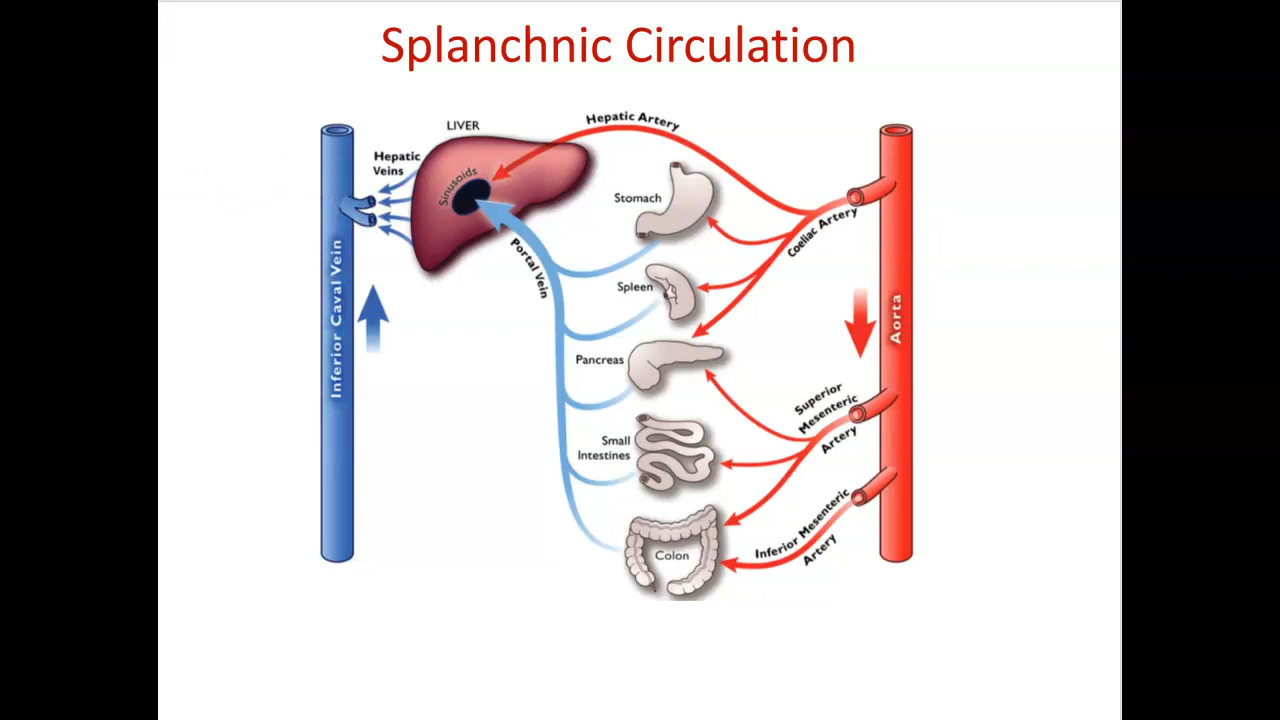 Splanchnic Circulation
LIVER
Hepatic Artery
Hepatic
Veins
Sinusoids
Stomach
Coeliac Artery
Portal Vein
Spleen
Inferior Caval Vein
Aorta
Pancreas
Superior
Mesenteric
Artery
Small
Intestines
Inferior Mesenteric
Artery
Colon